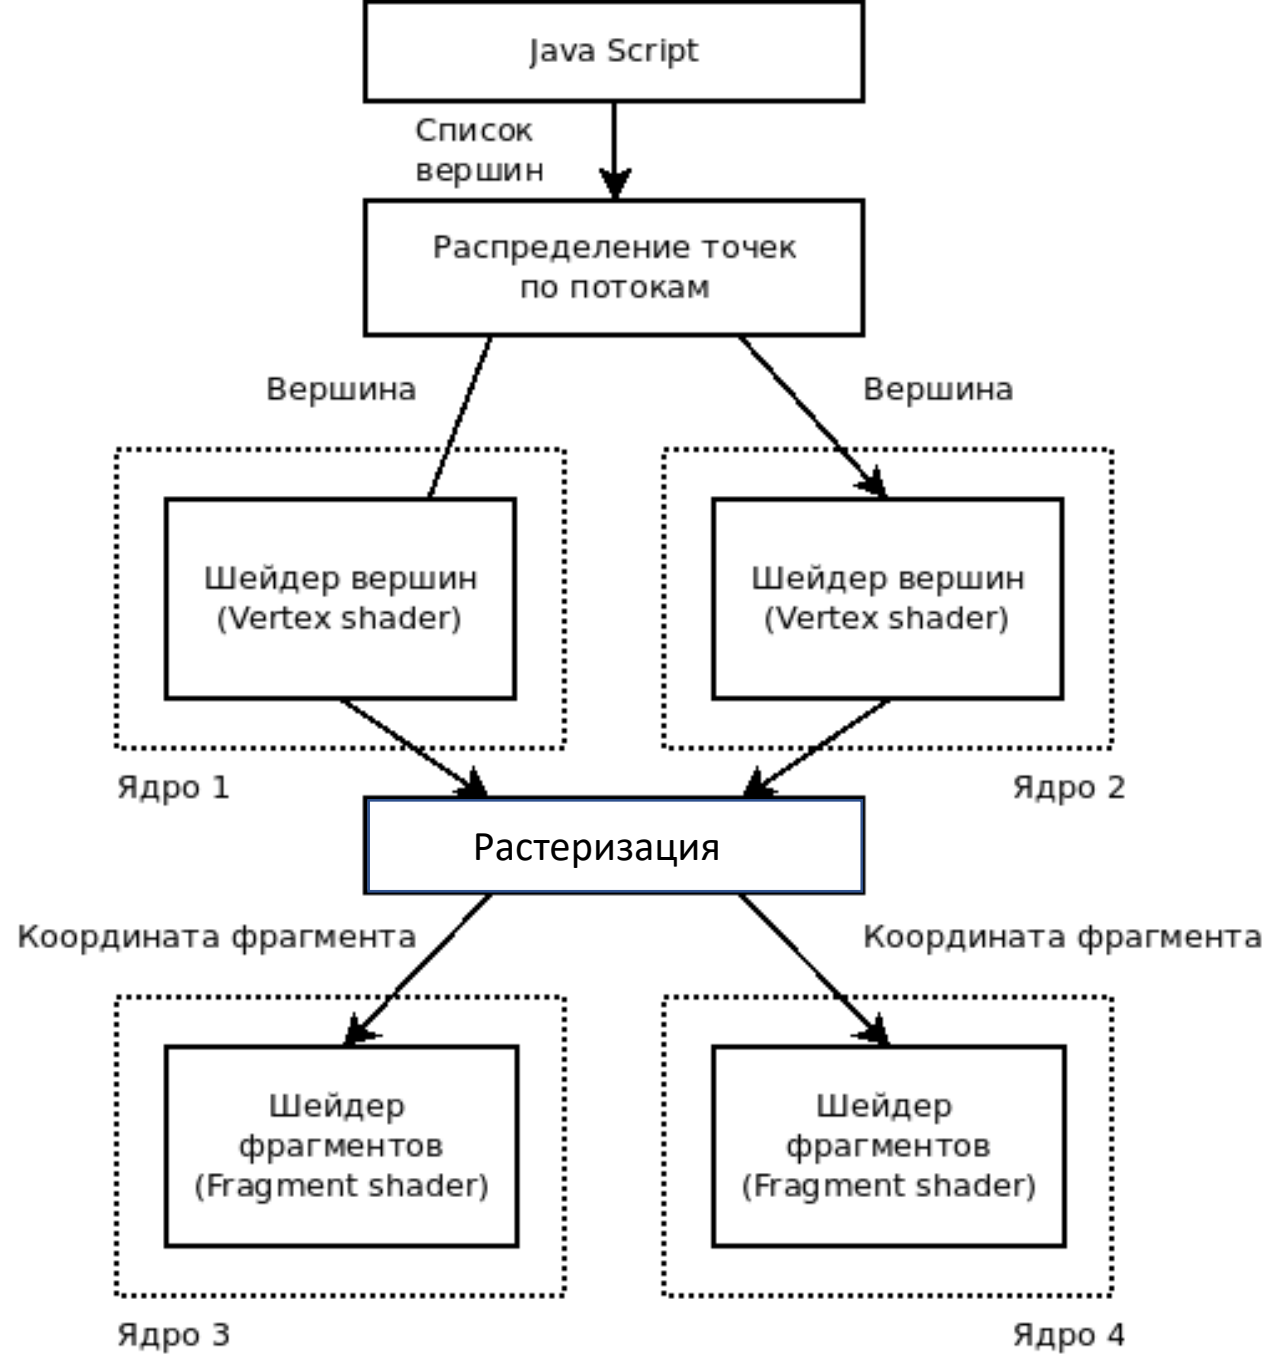 Java Script
Список
вершин
Распределение точек
по потокам
Вершина
Вершина
Шейдер вершин
(Vertex shader)
Шейдер вершин
(Vertex shader)
Ядро 1
Ядро 2
Растеризация
Координата фрагмента
Координата фрагмента
Шейдер
фрагментов
(Fragment shader)
Шейдер
фрагментов
(Fragment shader)
Ядро 3
Ядро 4